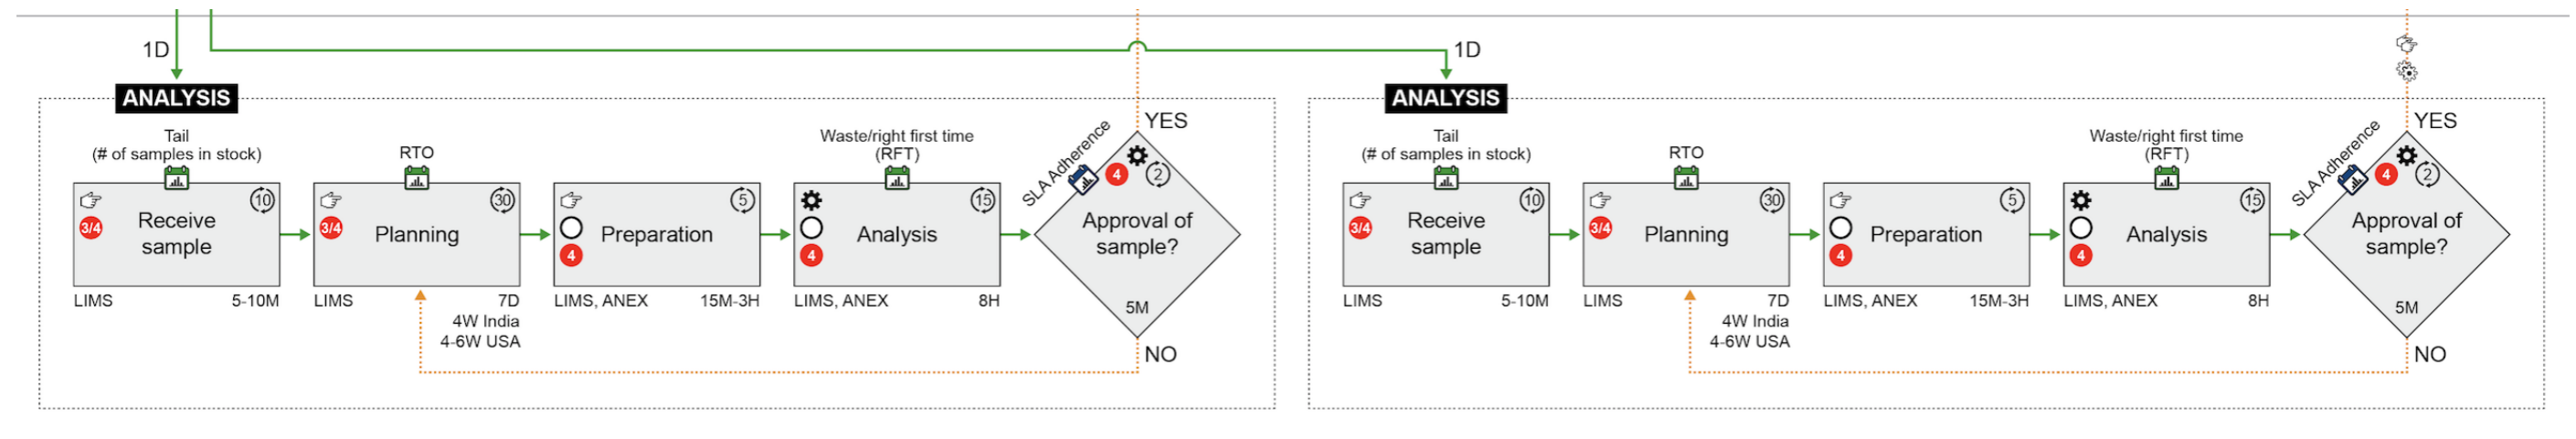 1D
ANALYSIS
Tail
(# of samples in stock)
10
3/4
Receive
sample
LIMS
5-10M
RTO
30
3/4
Planning
LIMS
7D
4W India
4-6W USA
5
Preparation
4
LIMS, ANEX
15M-3H
Waste/right first time
(RFT)
15
Analysis
4
LIMS, ANEX
8H
SLA Adherence
YES
4
2
Approval of
sample?
5M
NO
1D
ANALYSIS
Tail
(# of samples in stock)
10
3/4
Receive
sample
LIMS
5-10M
RTO
30
3/4
Planning
LIMS
7D
4W India
4-6W USA
5
Preparation
4
LIMS, ANEX
15M-3H
Waste/right first time
(RFT)
15
Analysis
4
LIMS, ANEX
8H
SLA Adherence
YES
4
2
Approval of
sample?
5M
NO